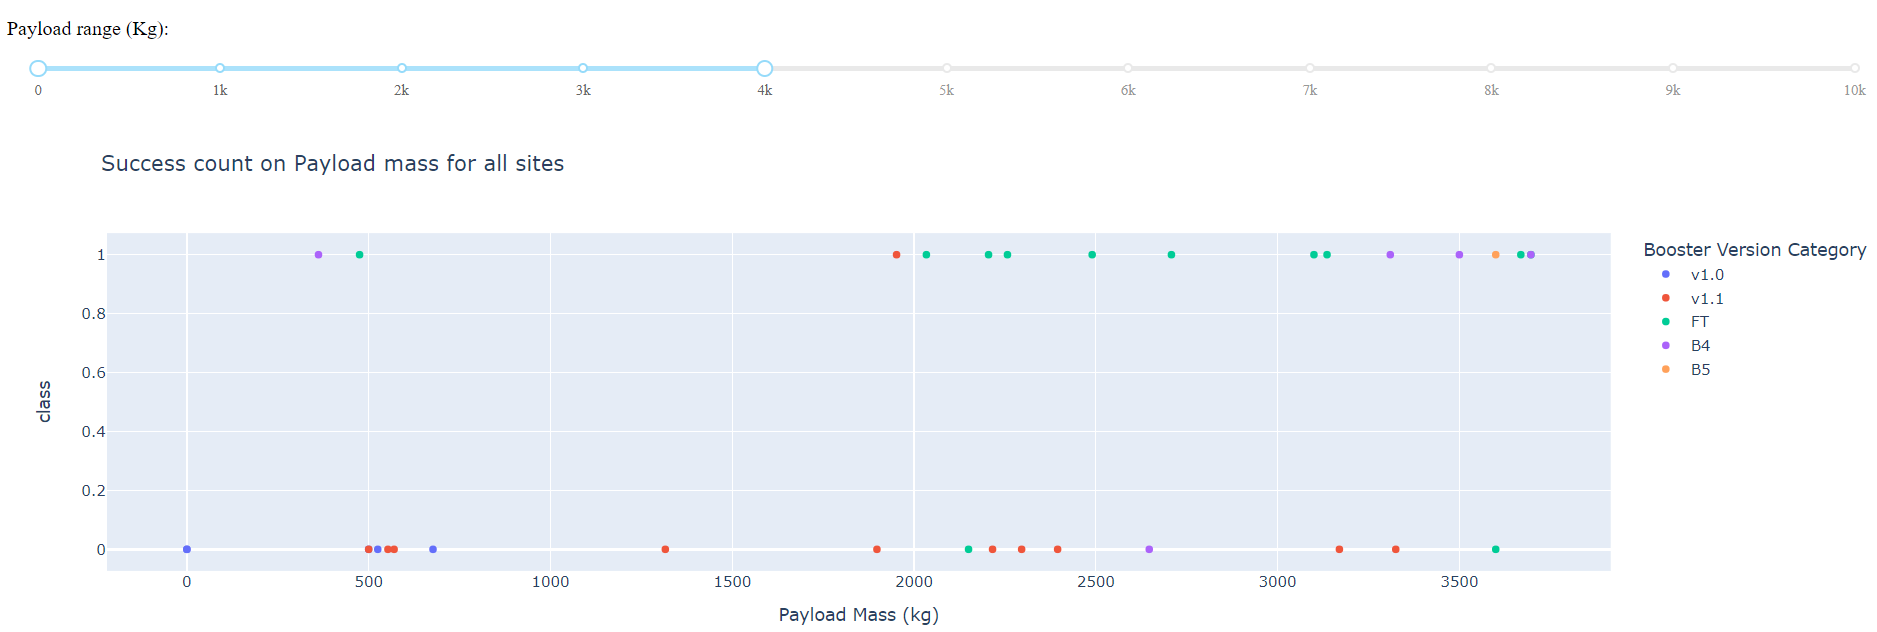 Payload range (Kg):
0 1k 2k 3k 4k 5k 6k 7k 8k 9k 10k
Success count on Payload mass for all sites
1
0.8
0.6
0.4
0.2
0
class
0 500 1000 1500 2000 2500 3000 3500
Payload Mass (kg)
Booster Version Category
v1.0
v1.1
FT
B4
B5